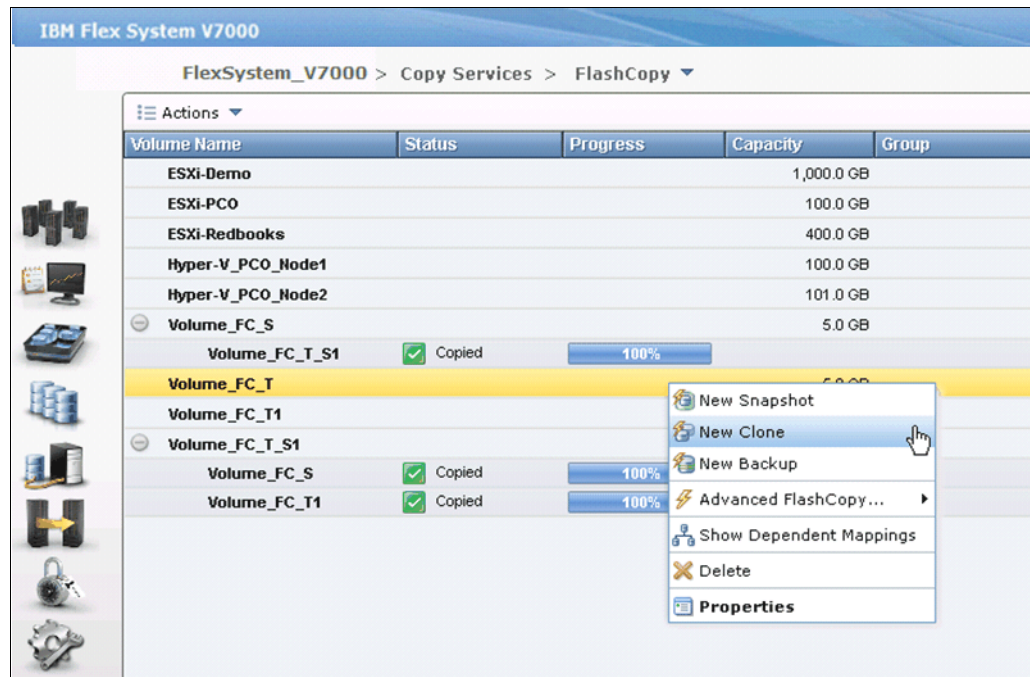 IBM Flex System V7000
FlexSystem_V7000 > Copy Services > FlashCopy
Actions
Volume Name Status Progress Capacity Group
ESXi-Demo 1,000.0 GB
ESXi-PCO 100.0 GB
ESXi-Redbooks 400.0 GB
Hyper-V_PCO_Node1 100.0 GB
Hyper-V_PCO_Node2 101.0 GB
Volume_FC_S 5.0 GB
Volume_FC_T_S1 Copied 100%
Volume_FC_T
New Snapshot
Volume_FC_T1
New Clone
Volume_FC_T_S1
New Backup
Volume_FC_S Copied 100%
Volume_FC_T1 Copied 100%
Advanced FlashCopy...
Show Dependent Mappings
Delete
Properties